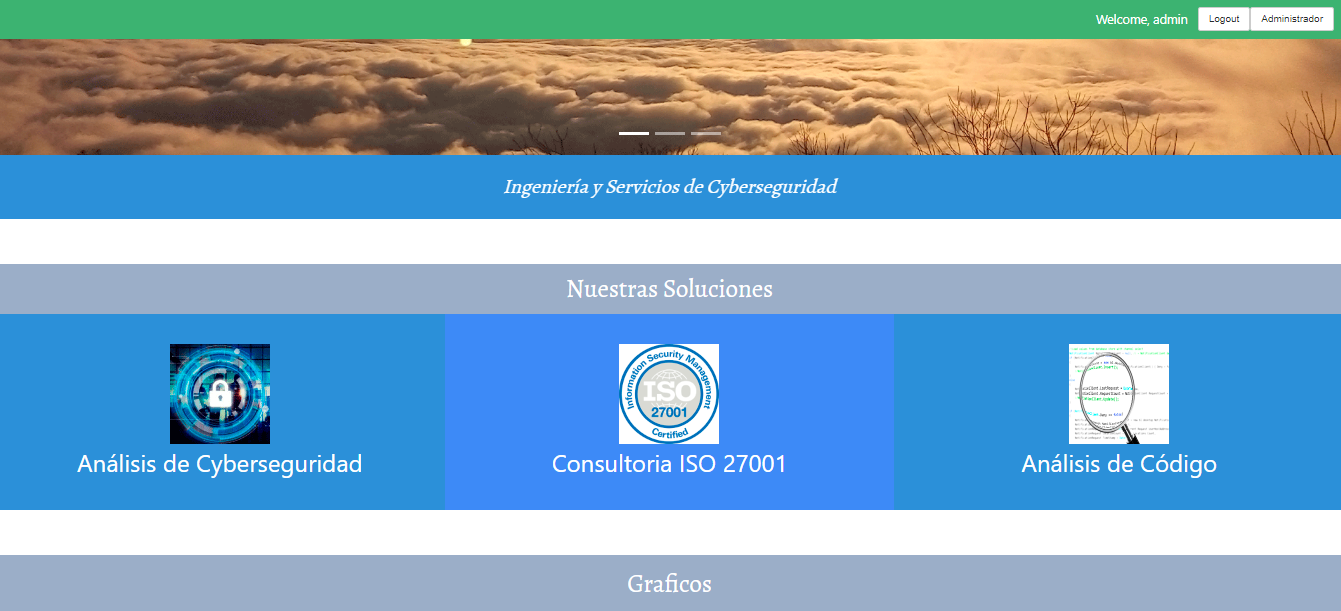 Welcome, admin Logout Administrador
Ingeniería y Servicios de Cyberseguridad
Nuestras Soluciones
Information Security Management
ISO
27001
Certified
Análisis de Cyberseguridad
Consultoria ISO 27001
Análisis de Código
Graficos